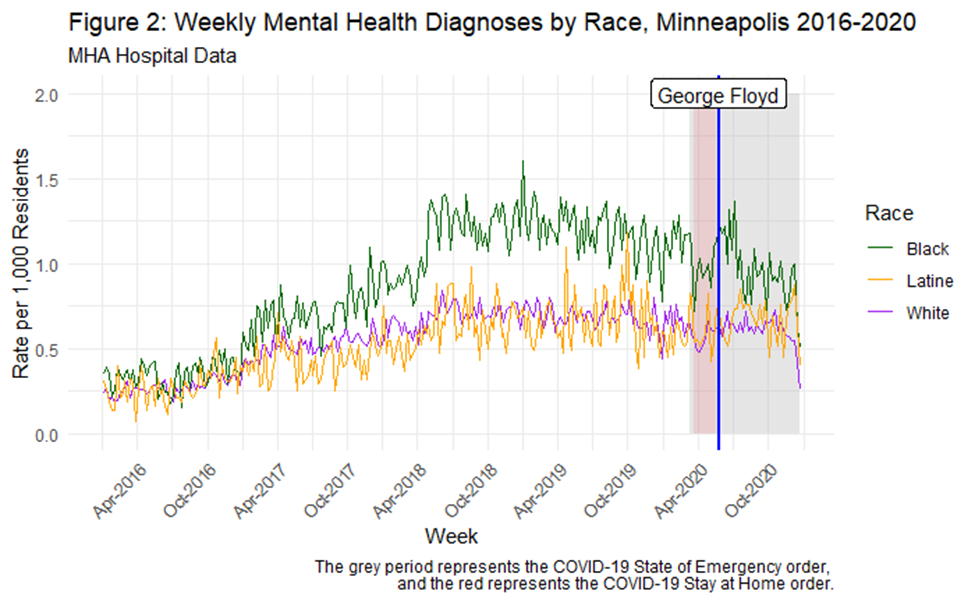 Figure 2: Weekly Mental Health Diagnoses by Race, Minneapolis 2016-2020
MHA Hospital Data
George Floyd
Rate per 1,000 Residents
2.0
1.5
1.0
0.5
0.0
Race
Black
Latine
White
Apr-2016
Oct-2016
Apr-2017
Oct-2017
Apr-2018
Oct-2018
Apr-2019
Oct-2019
Apr-2020
Oct-2020
Week
The grey period represents the COVID-19 State of Emergency order,
and the red represents the COVID-19 Stay at Home order.